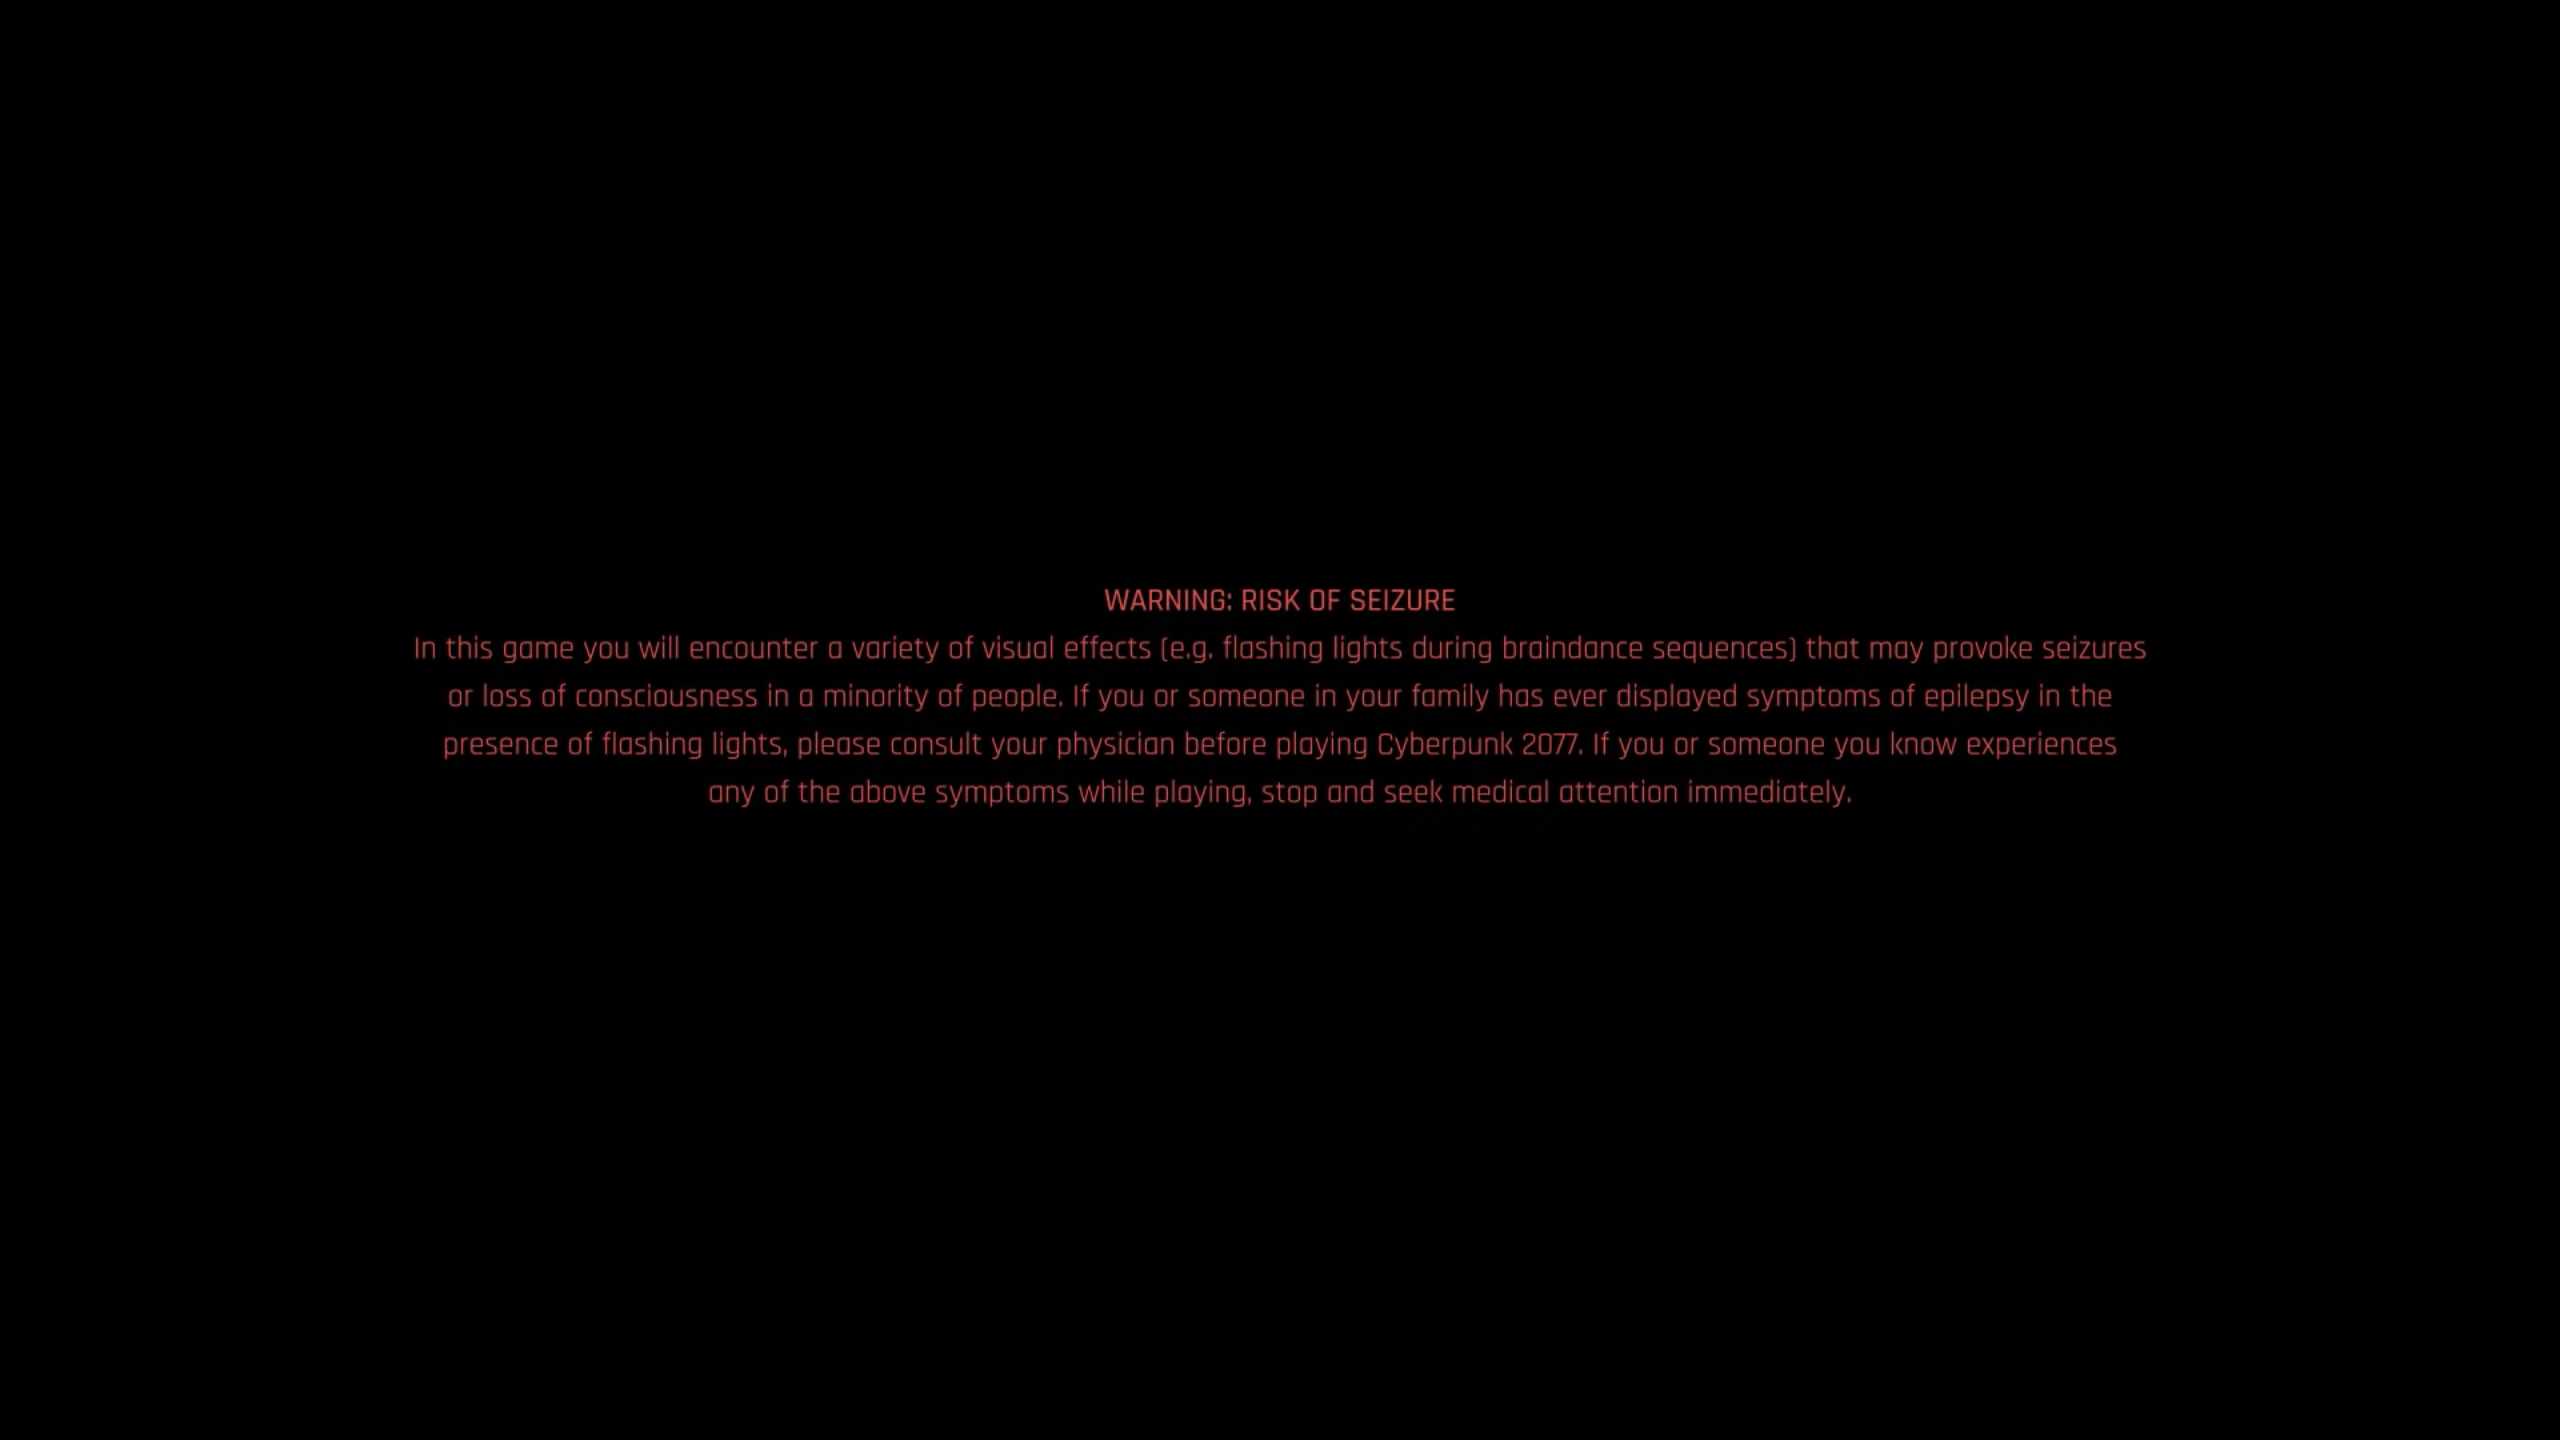 WARNING: RISK OF SEIZURE
In this game you will encounter a variety of visual effects (e.g. flashing lights during braindance sequences) that may provoke seizures
or loss of consciousness in a minority of people. If you or someone in your family has ever displayed symptoms of epilepsy in the
presence of flashing lights, please consult your physician before playing Cyberpunk 2077. If you or someone you know experiences
any of the above symptoms while playing, stop and seek medical attention immediately.